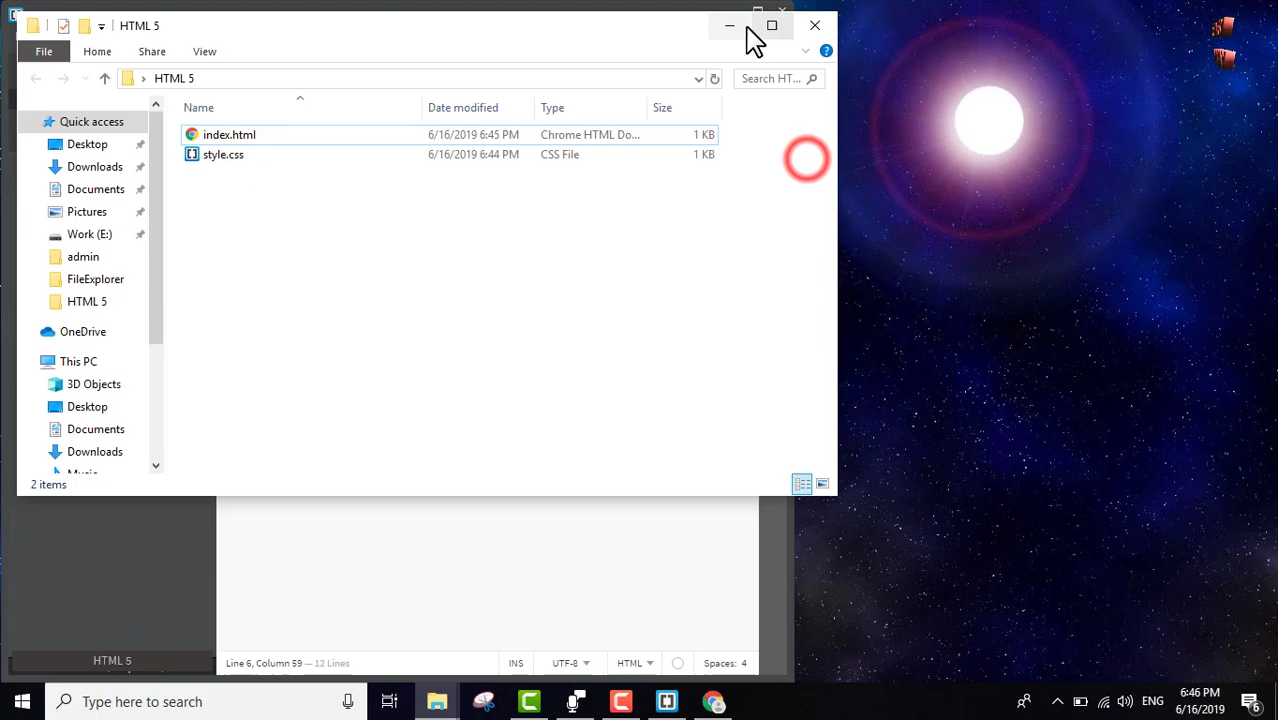 HTML 5
File Home Share View
HTML 5 Search HT...
Name Date modified Type Size
Quick access
index.html 6/16/2019 6:45 PM Chrome HTML Do... 1 KB
style.css 6/16/2019 6:44 PM CSS File 1 KB
Desktop
Downloads
Documents
Pictures
Work (E:)
admin
FileExplorer
HTML 5
OneDrive
This PC
3D Objects
Desktop
Documents
Downloads
Music
2 items
HTML 5 Line 6, Column 59 — 12 Lines INS UTF-8 HTML Spaces: 4
Type here to search ENG 6:46 PM
6/16/2019 6